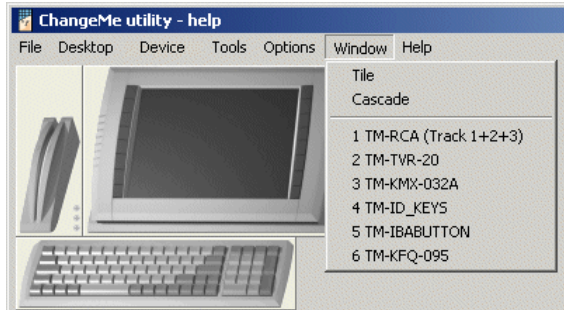 ChangeMe utility - help
File Desktop Device Tools Options Window Help
Tile
Cascade
1 TM-RCA (Track 1+2+3)
2 TM-TVR-20
3 TM-KMX-032A
4 TM-ID_KEYS
5 TM-IBABUTTON
6 TM-KFQ-095